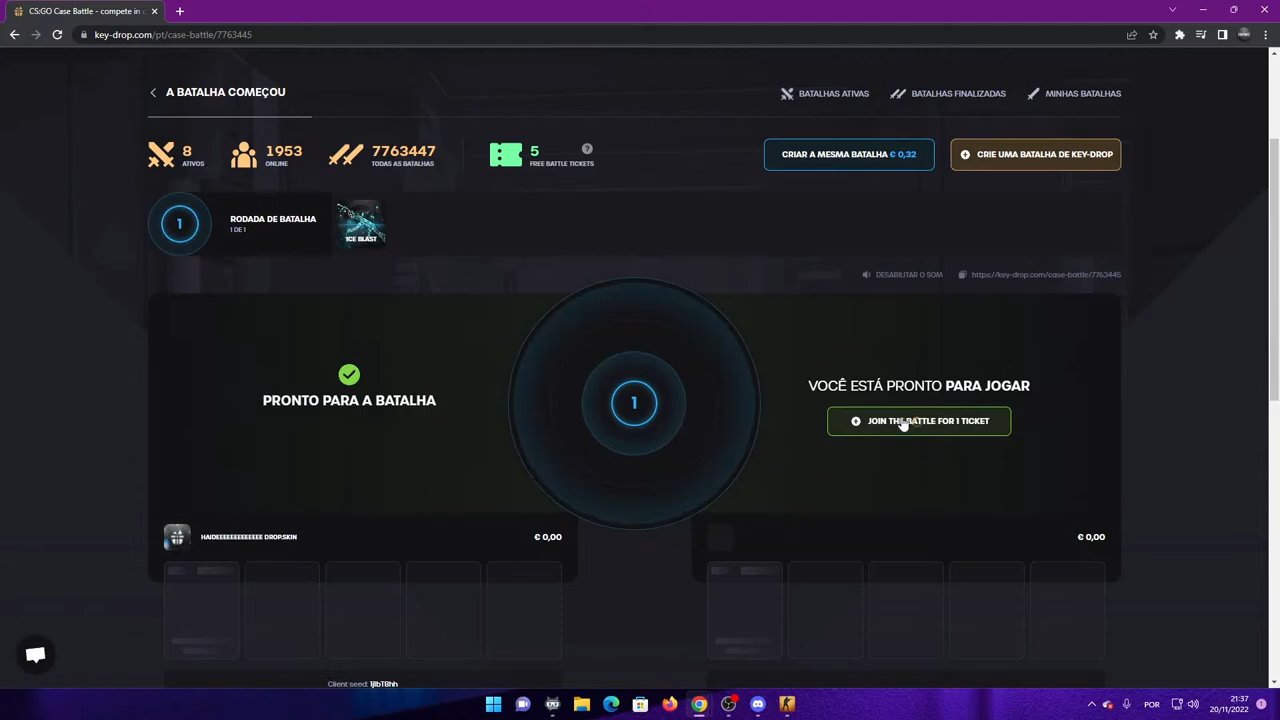 CS:GO Case Battle - compete in c
key-drop.com/pt/case-battle/7763445
A BATALHA COMEÇOU
BATALHAS ATIVAS
BATALHAS FINALIZADAS
MINHAS BATALHAS
8
ATIVOS
1953
ONLINE
7763447
TODAS AS BATALHAS
5
FREE BATTLE TICKETS
?
CRIAR A MESMA BATALHA € 0,32
CRIE UMA BATALHA DE KEY-DROP
1
RODADA DE BATALHA
1 DE 1
ICE BLAST
DESABILITAR O SOM
https://key-drop.com/case-battle/7763445
PRONTO PARA A BATALHA
1
VOCÊ ESTÁ PRONTO PARA JOGAR
JOIN THE BATTLE FOR 1 TICKET
€ 0,00
€ 0,00
Client seed: 1jIbTBhh
POR
21:37
20/11/2022